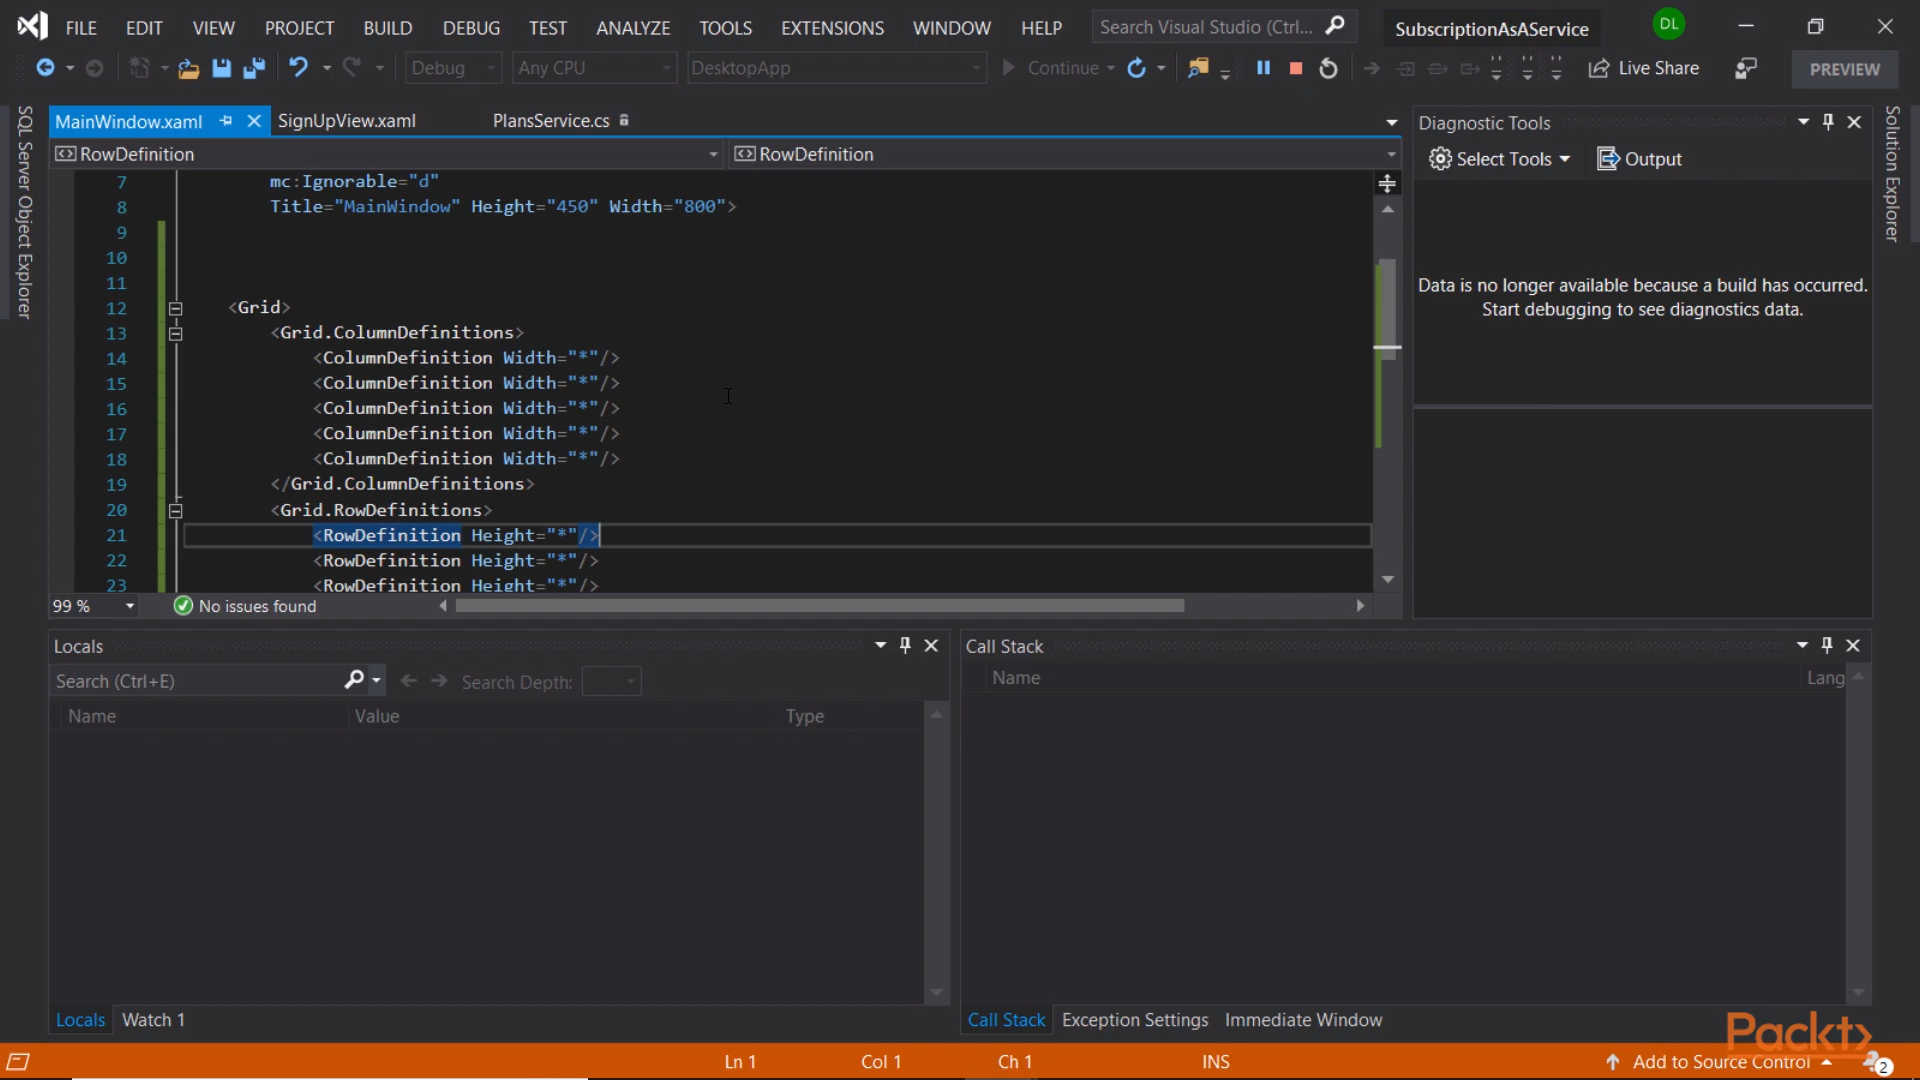 FILE EDIT VIEW PROJECT BUILD DEBUG TEST ANALYZE TOOLS EXTENSIONS WINDOW HELP Search Visual Studio (Ctrl... SubscriptionAsAService DL
Debug Any CPU DesktopApp Continue Live Share PREVIEW
SQL Server Object Explorer
MainWindow.xaml SignUpView.xaml PlansService.cs
RowDefinition RowDefinition
7 mc:Ignorable="d"
8 Title="MainWindow" Height="450" Width="800">
9
10
11
12 <Grid>
13 <Grid.ColumnDefinitions>
14 <ColumnDefinition Width="*"/>
15 <ColumnDefinition Width="*"/>
16 <ColumnDefinition Width="*"/>
17 <ColumnDefinition Width="*"/>
18 <ColumnDefinition Width="*"/>
19 </Grid.ColumnDefinitions>
20 <Grid.RowDefinitions>
21 <RowDefinition Height="*"/>
22 <RowDefinition Height="*"/>
23 <RowDefinition Height="*"/>
99 % No issues found
Diagnostic Tools
Select Tools Output
Data is no longer available because a build has occurred.
Start debugging to see diagnostics data.
Solution Explorer
Locals
Search (Ctrl+E) Search Depth:
Name Value Type
Locals Watch 1
Call Stack
Name Lang
Call Stack Exception Settings Immediate Window
Packt>
Ln 1 Col 1 Ch 1 INS Add to Source Control 2